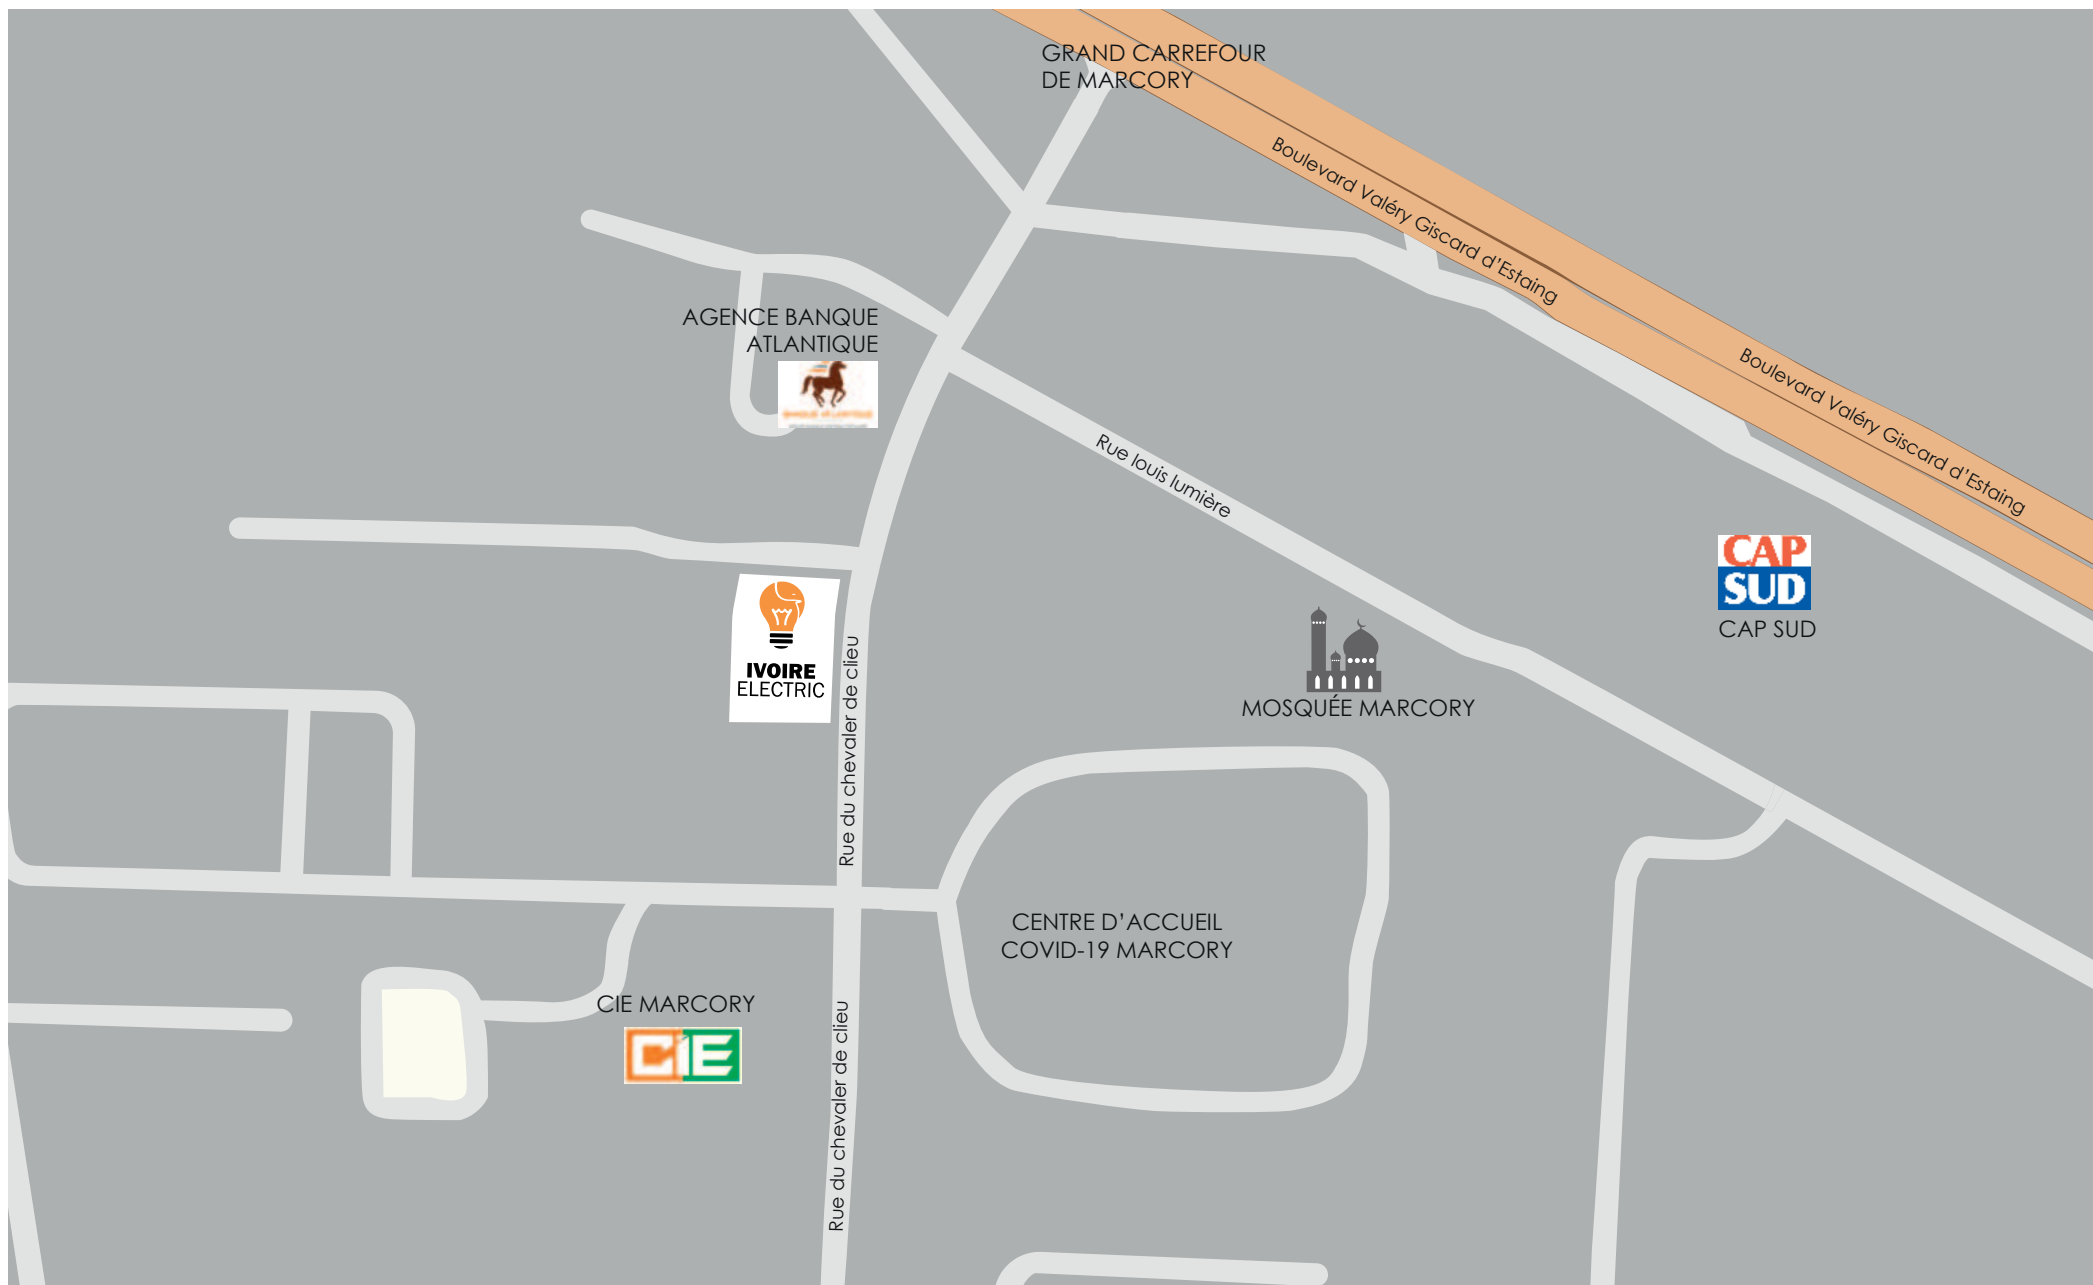 GRAND CARREFOUR
DE MARCORY
Boulevard Valéry Giscard d'Estaing
Boulevard Valéry Giscard d'Estaing
AGENCE BANQUE
ATLANTIQUE
BANQUE ATLANTIQUE
Rue louis lumière
CAP
SUD
CAP SUD
IVOIRE
ELECTRIC
MOSQUÉE MARCORY
Rue du chevaler de clieu
CENTRE D'ACCUEIL
COVID-19 MARCORY
CIE MARCORY
CIE
Rue du chevaler de clieu